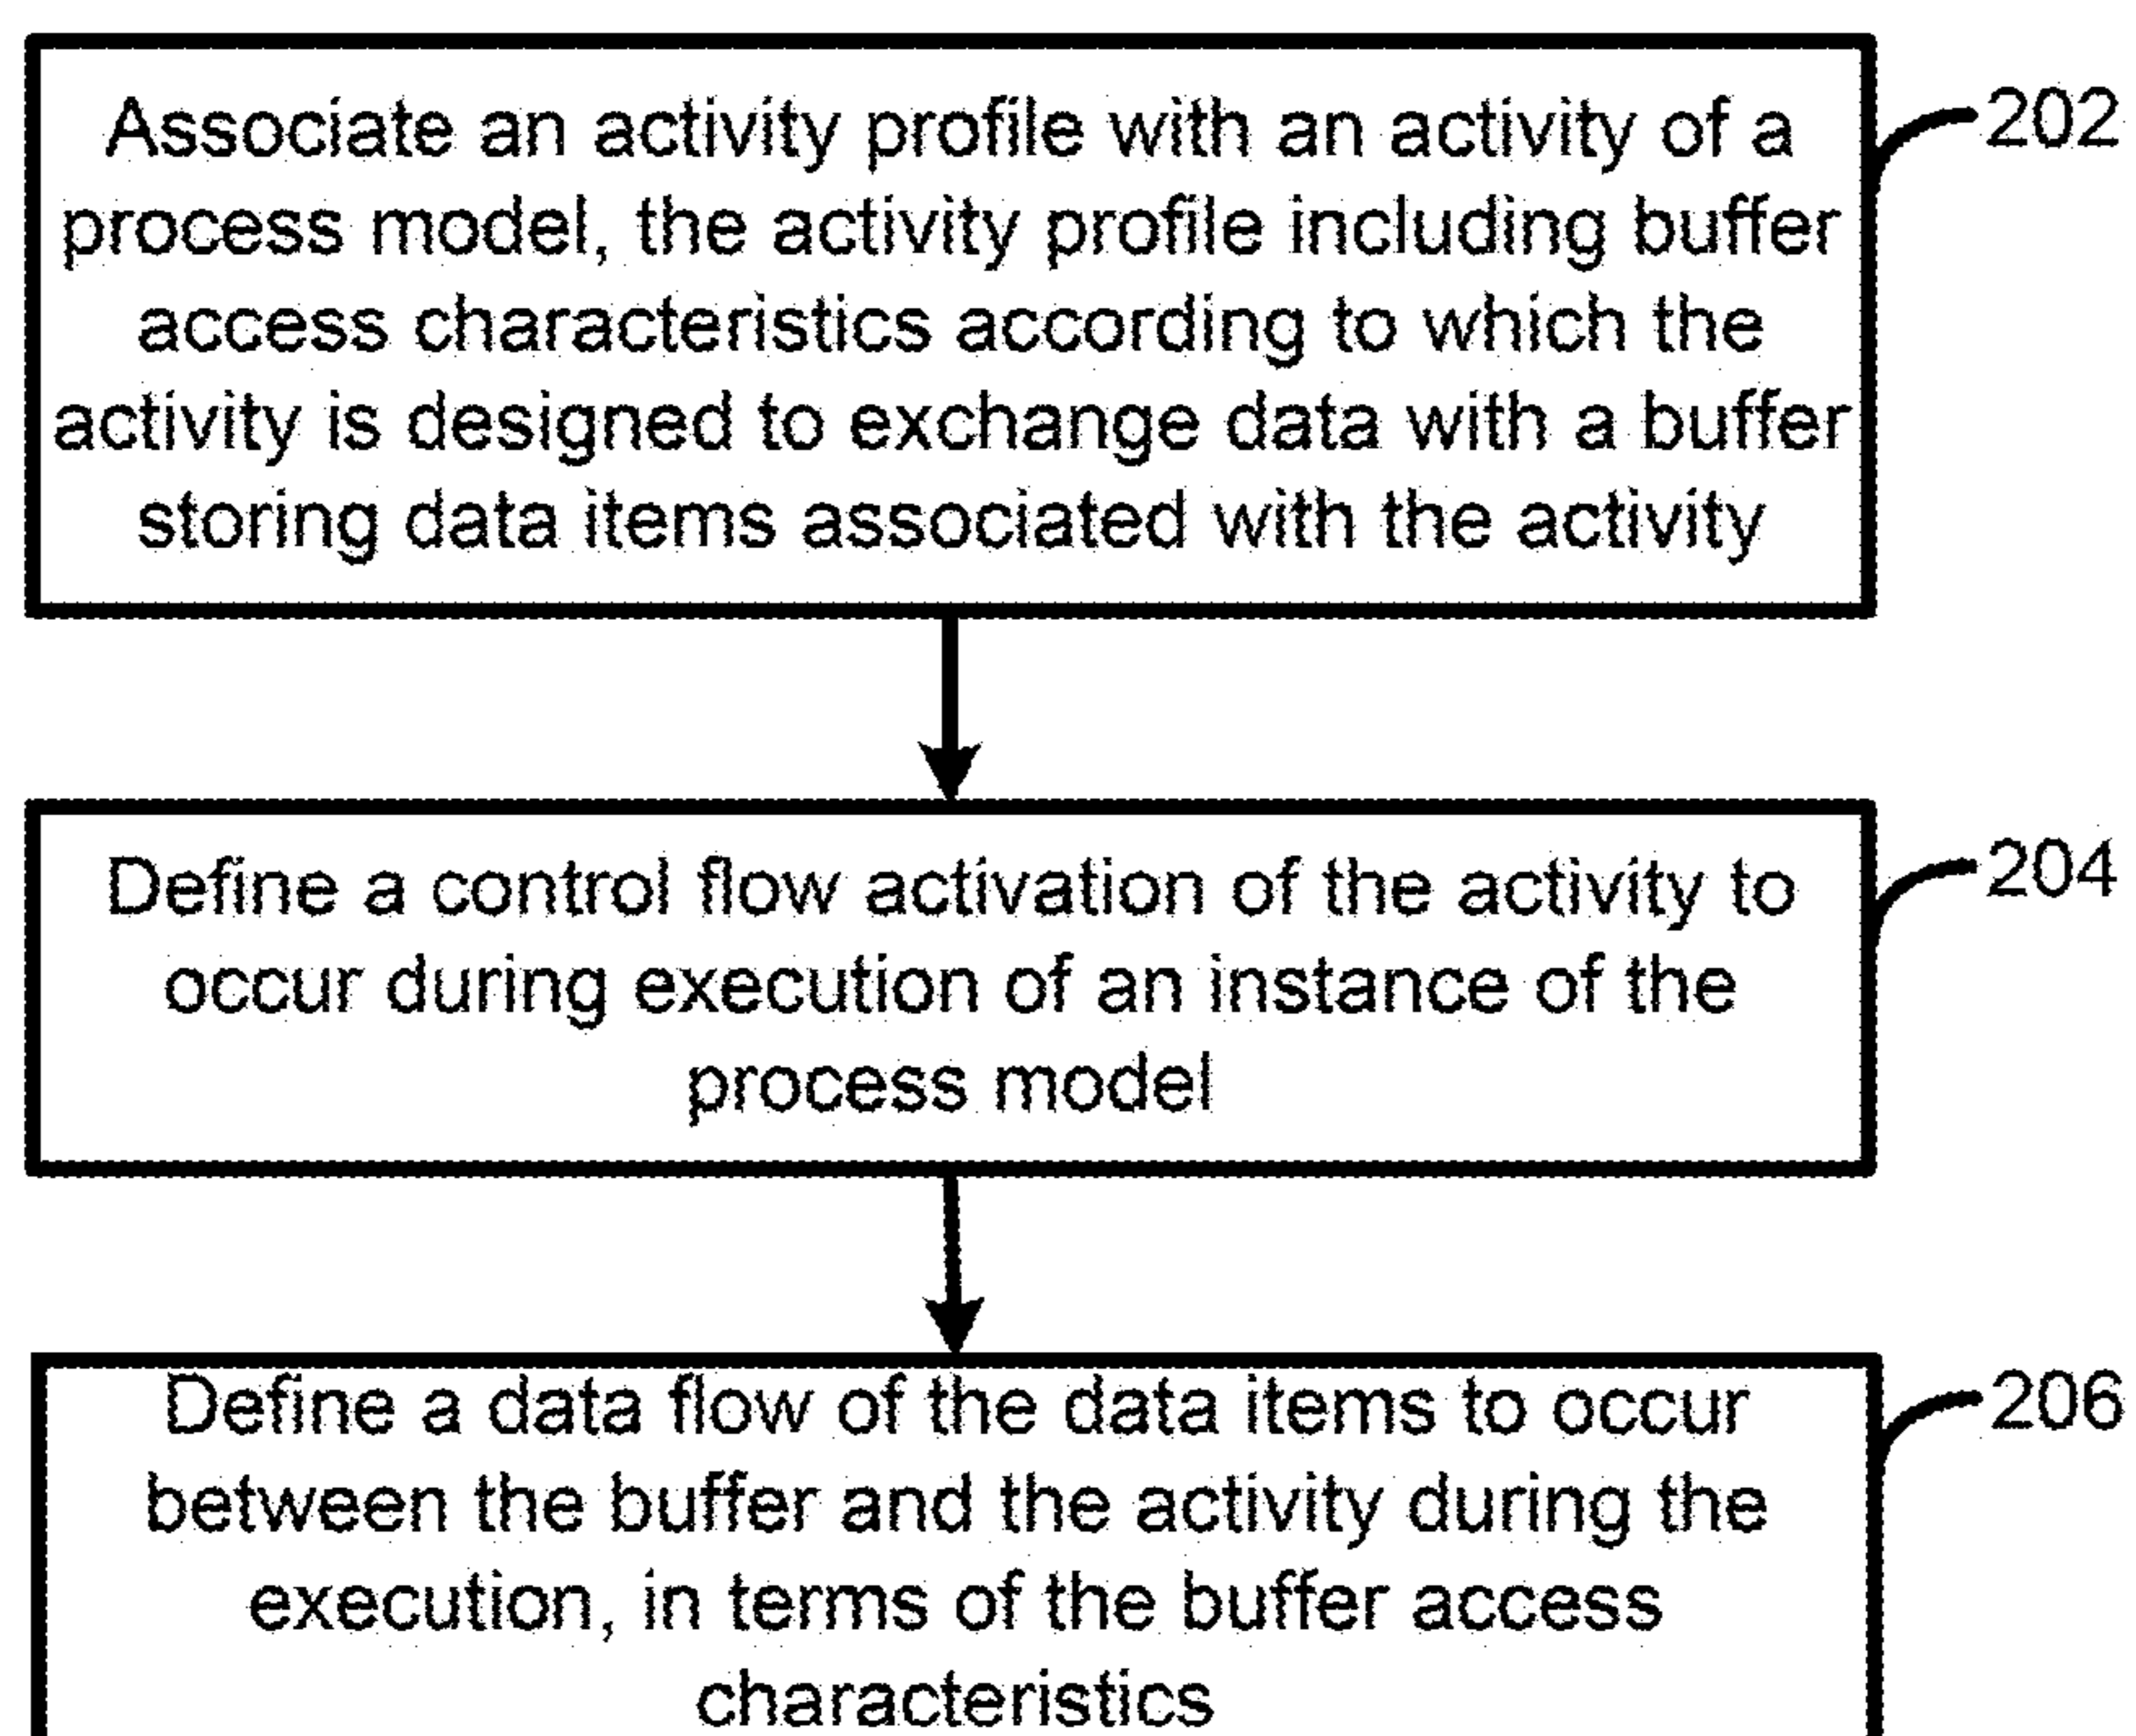 Associate an activity profile with an activity of a
process model, the activity profile including buffer
access characteristics according to which the
activity is designed to exchange data with a buffer
storing data items associated with the activity
202
Define a control flow activation of the activity to
occur during execution of an instance of the
process model
204
Define a data flow of the data items to occur
between the buffer and the activity during the
execution, in terms of the buffer access
characteristics
206